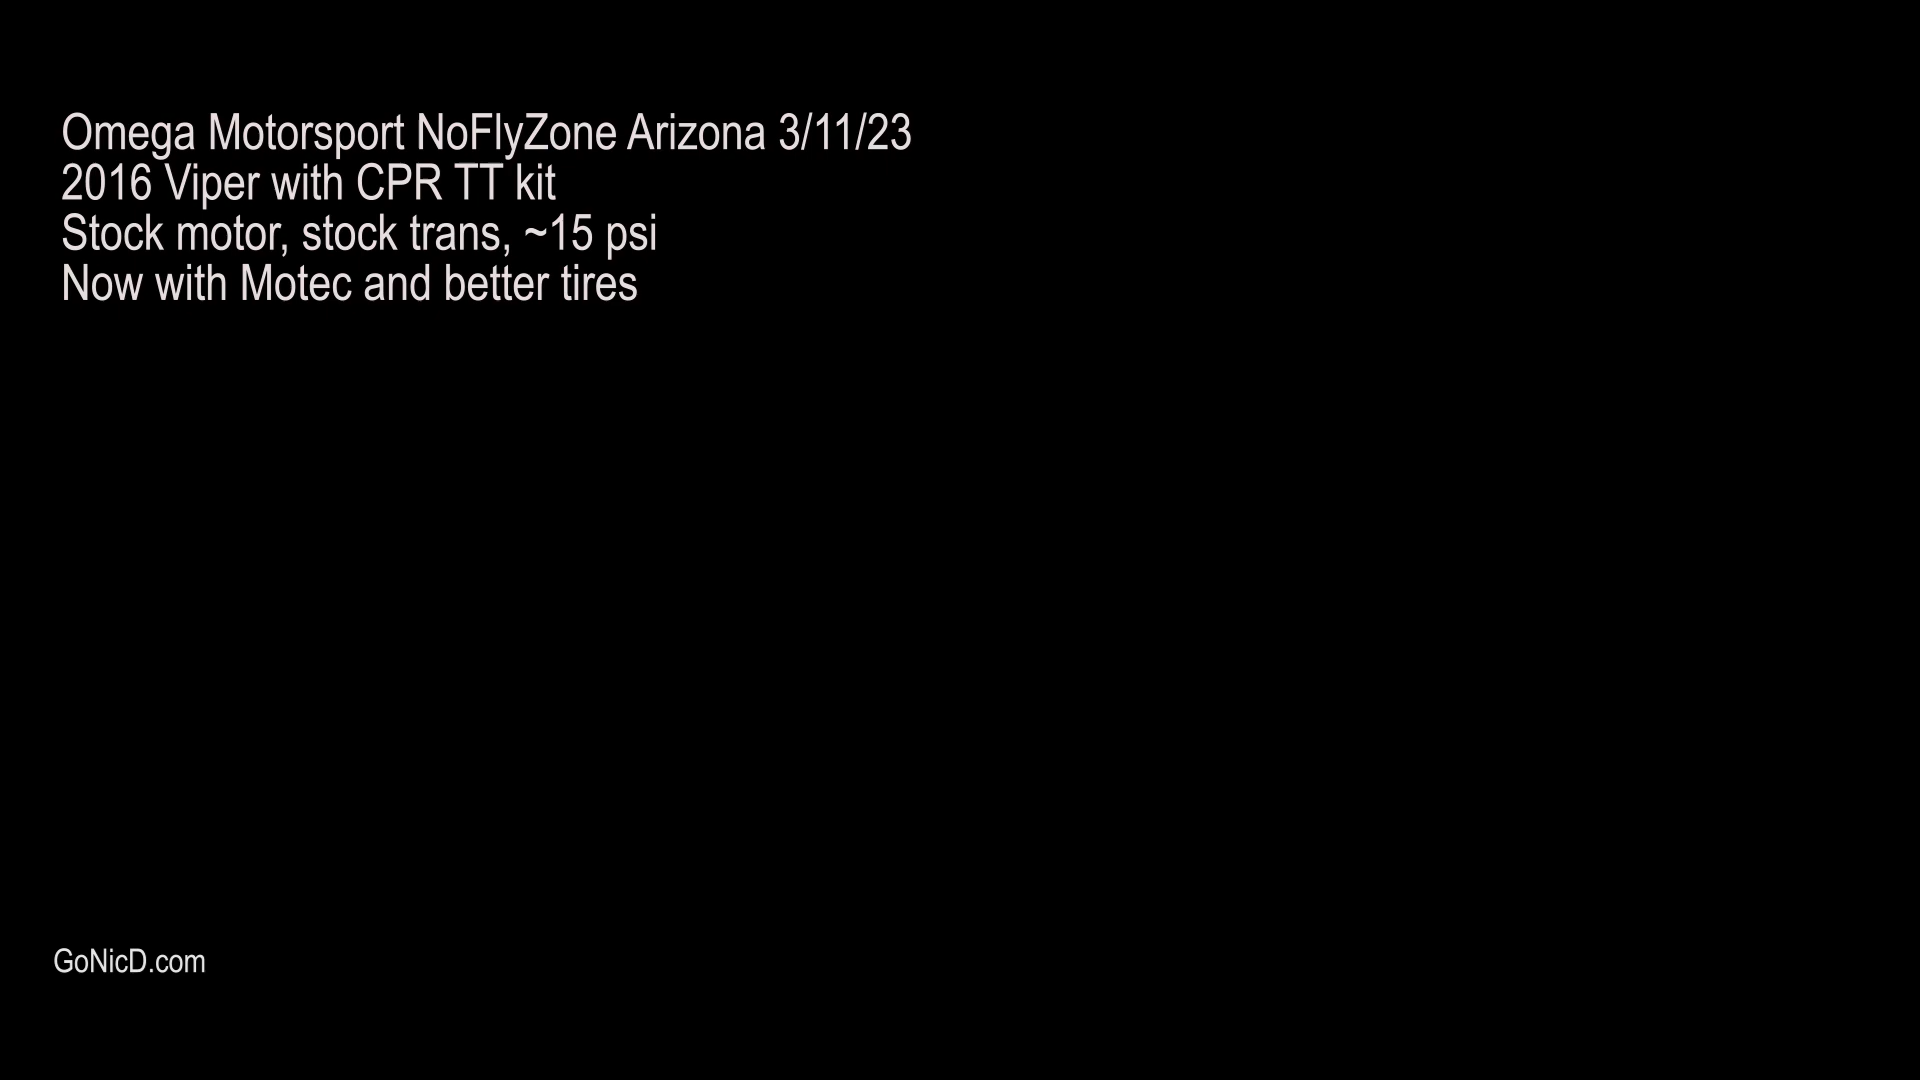 Omega Motorsport NoFlyZone Arizona 3/11/23
2016 Viper with CPR TT kit
Stock motor, stock trans, ~15 psi
Now with Motec and better tires
GoNicD.com